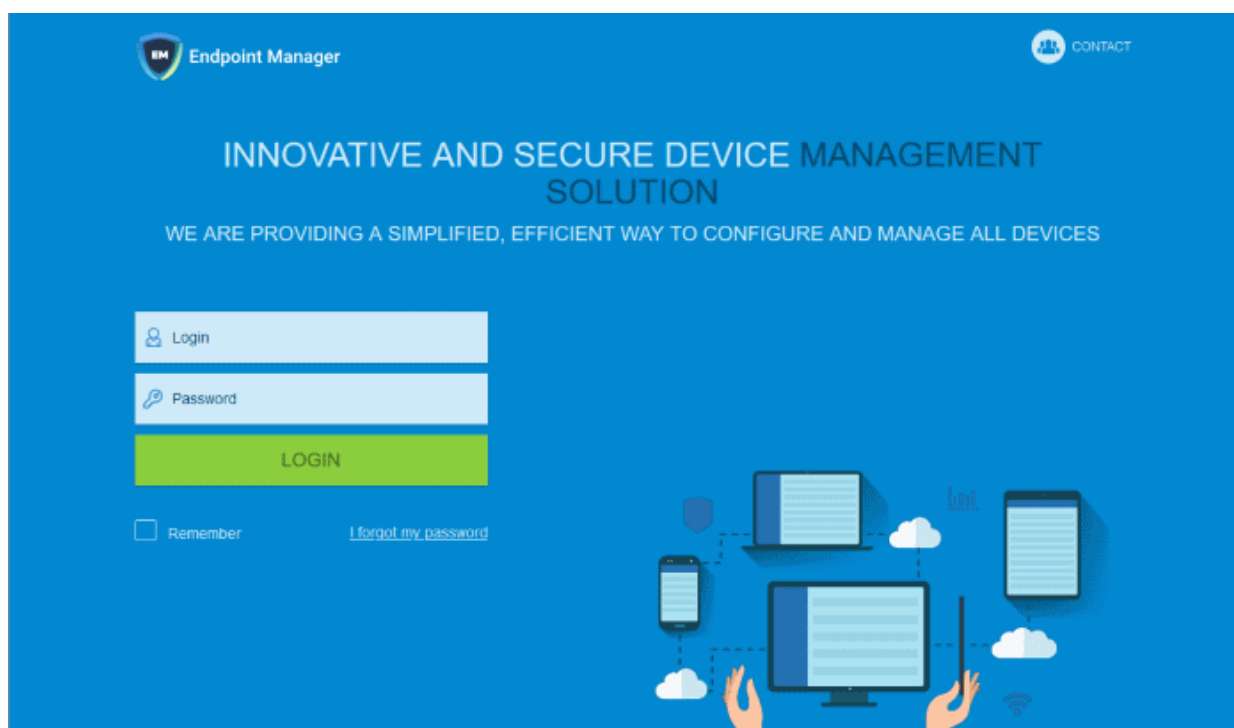 EM Endpoint Manager
CONTACT
INNOVATIVE AND SECURE DEVICE MANAGEMENT
SOLUTION
WE ARE PROVIDING A SIMPLIFIED, EFFICIENT WAY TO CONFIGURE AND MANAGE ALL DEVICES
Login
Password
LOGIN
Remember
I forgot my password